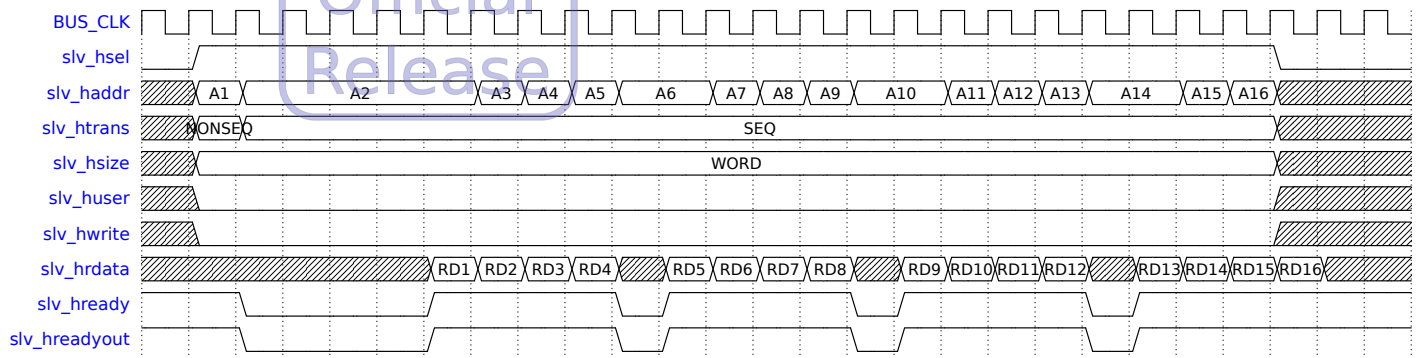 Official
BUS_CLK
slv_hsel
Release
slv_haddr A1 A2 A3 A4 A5 A6 A7 A8 A9 A10 A11 A12 A13 A14 A15 A16
slv_htrans NONSEQ SEQ
slv_hsize WORD
slv_huser
slv_hwrite
slv_hrdata RD1 RD2 RD3 RD4 RD5 RD6 RD7 RD8 RD9 RD10 RD11 RD12 RD13 RD14 RD15 RD16
slv_hready
slv_hreadyout